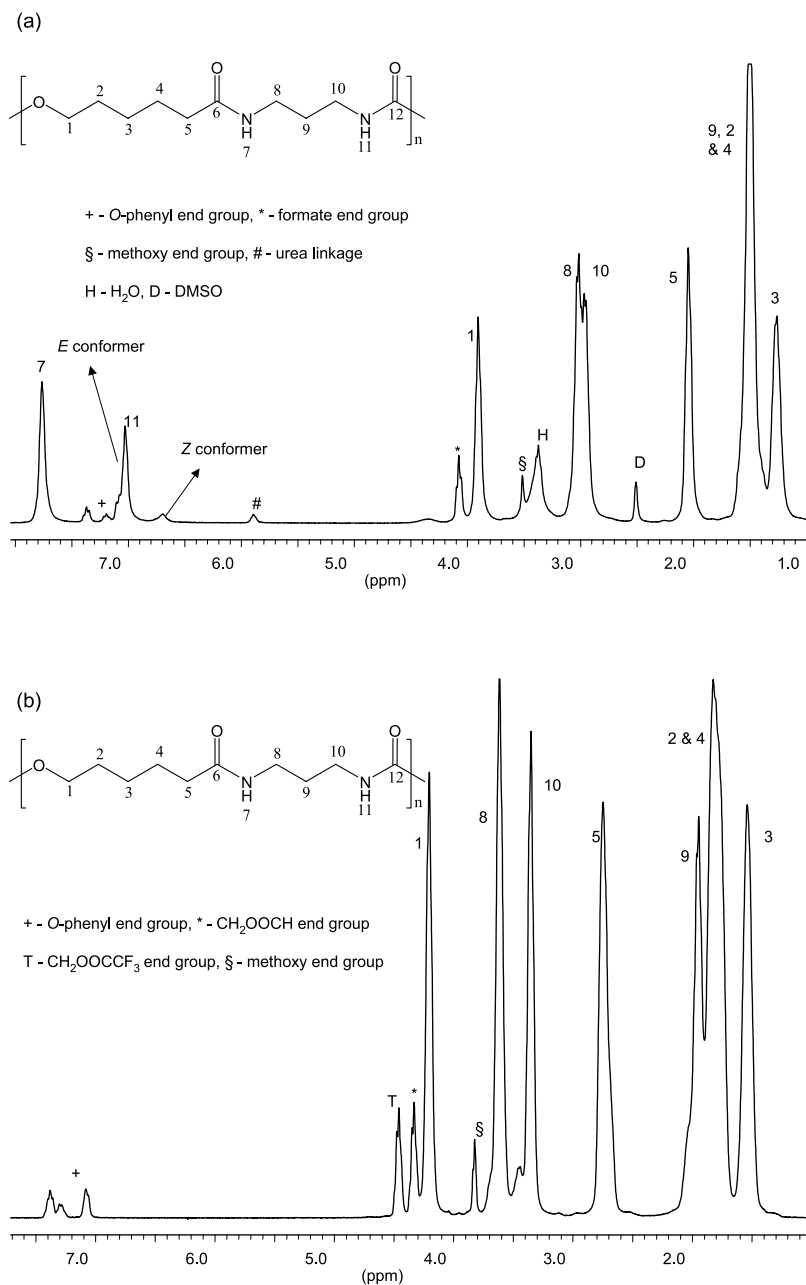 (a)
O
O
2
4
8
10
O
6
N
N
12
1
3
5
H
9
H
n
7
11
+ - O-phenyl end group, * - formate end group
§ - methoxy end group, # - urea linkage
H - H₂O, D – DMSO
9, 2
& 4
8
10
5
3
1
E conformer
7
11
Z conformer
H
*
§
D
+
#
7.0
6.0
5.0
4.0
3.0
2.0
1.0
(ppm)
(b)
O
O
2
4
8
10
O
6
N
N
12
1
3
5
H
9
H
n
7
11
2 & 4
10
8
1
5
9
3
+ - O-phenyl end group, * - CH₂OOCH end group
T - CH₂OOCCF₃ end group, § - methoxy end group
T
*
§
+
7.0
6.0
5.0
4.0
3.0
2.0
(ppm)